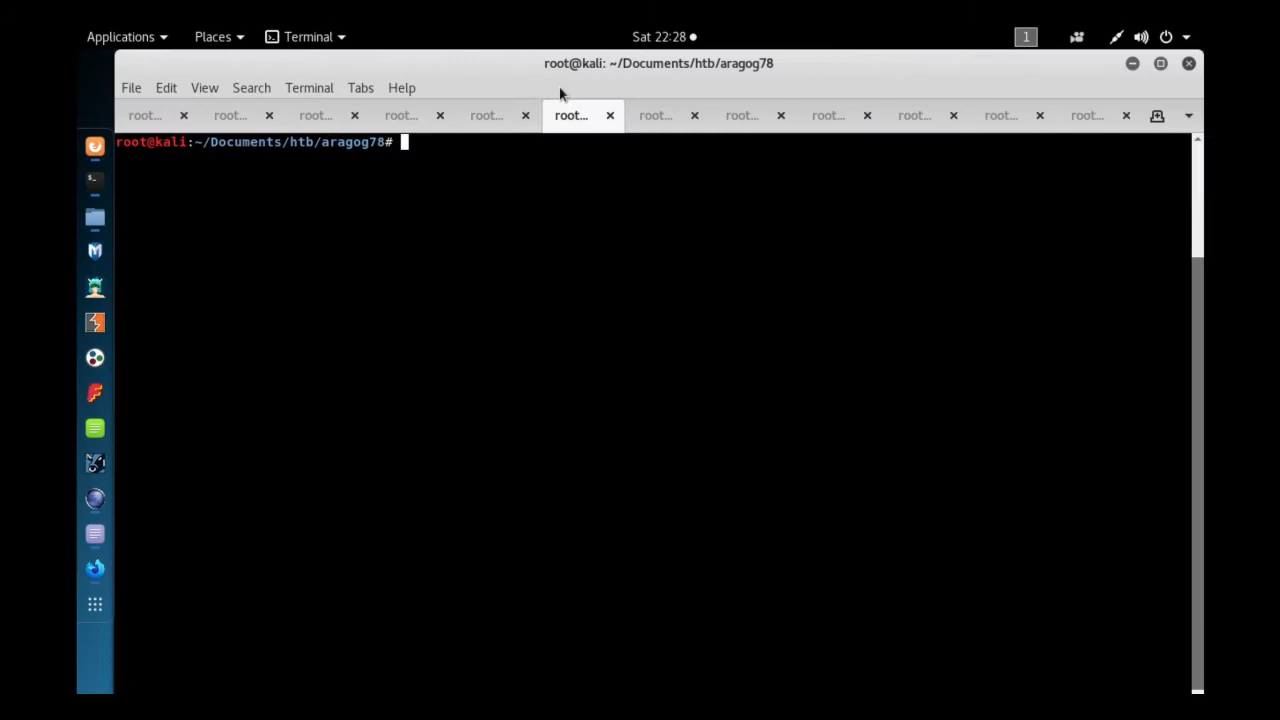 Applications Places Terminal Sat 22:28 1
root@kali: ~/Documents/htb/aragog78
File Edit View Search Terminal Tabs Help
root... root... root... root... root... root... root... root... root... root... root... root...
root@kali:~/Documents/htb/aragog78#